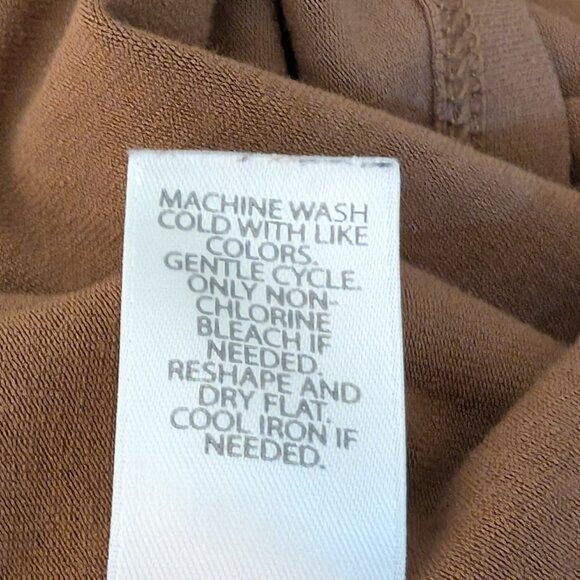 MACHINE WASH
COLD WITH LIKE
COLORS.
GENTLE CYCLE.
ONLY NON-
CHLORINE
BLEACH IF
NEEDED.
RESHAPE AND
DRY FLAT.
COOL IRON IF
NEEDED.